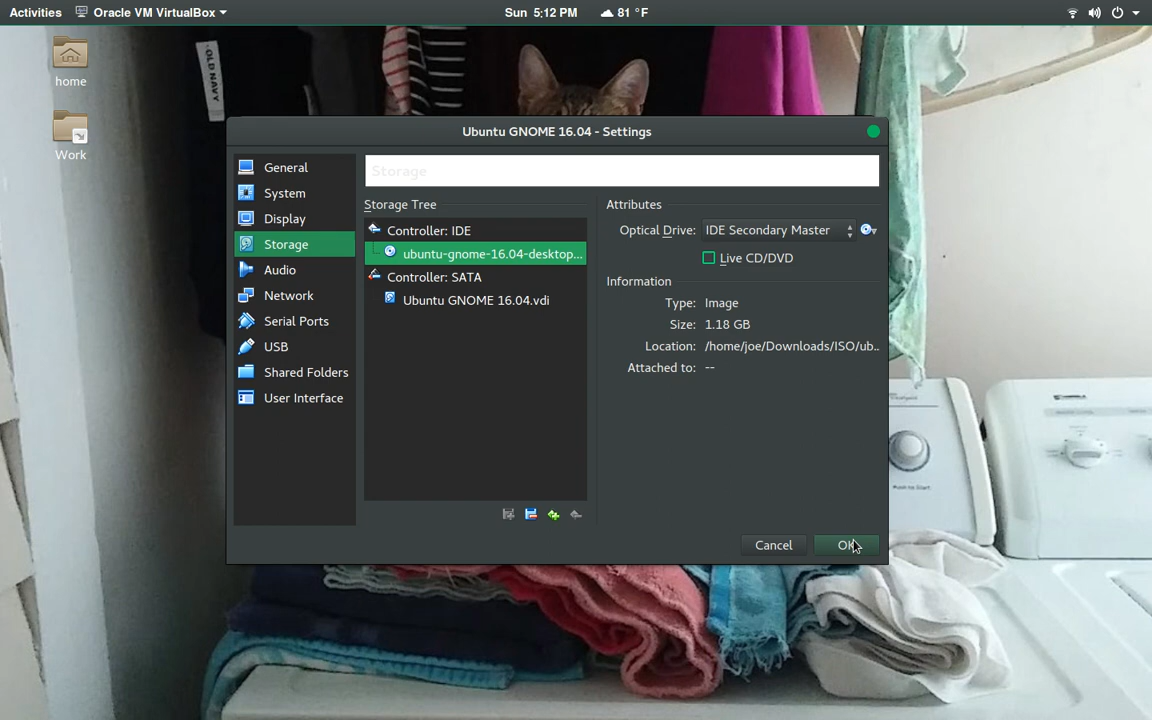 Activities Oracle VM VirtualBox Sun 5:12 PM 81 °F
home
Work
OLD NAVY
Ubuntu GNOME 16.04 - Settings
General
System
Display
Storage
Audio
Network
Serial Ports
USB
Shared Folders
User Interface
Storage
Storage Tree
Controller: IDE
ubuntu-gnome-16.04-desktop...
Controller: SATA
Ubuntu GNOME 16.04.vdi
Attributes
Optical Drive: IDE Secondary Master
Live CD/DVD
Information
Type: Image
Size: 1.18 GB
Location: /home/joe/Downloads/ISO/ub..
Attached to: --
Cancel OK
Push to Start